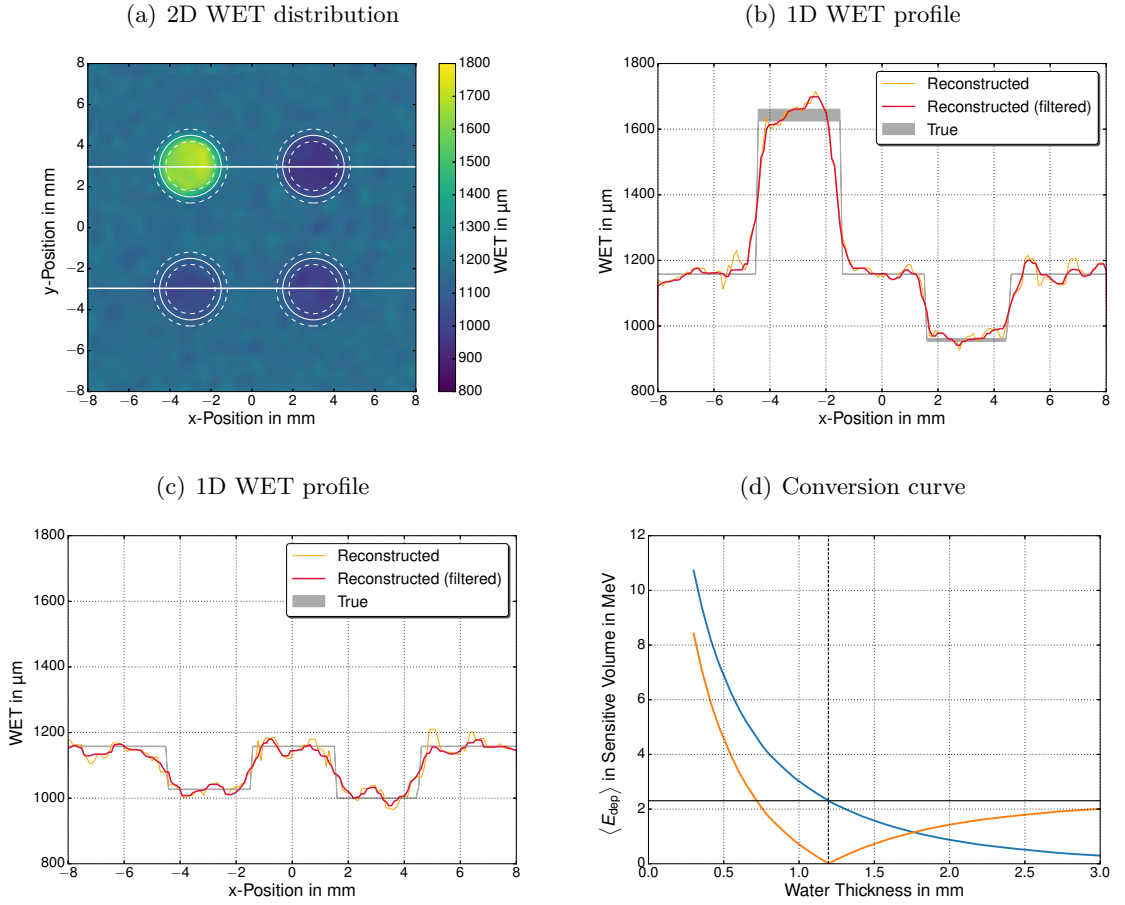 (a) 2D WET distribution
8
6
4
2
0
−2
−4
−6
−8
−8 −6 −4 −2 0 2 4 6 8
x-Position in mm
y-Position in mm
1800
1700
1600
1500
1400
1300
1200
1100
1000
900
800
WET in µm
(b) 1D WET profile
1800
1600
1400
1200
1000
800
WET in µm
Reconstructed
Reconstructed (filtered)
True
−8 −6 −4 −2 0 2 4 6 8
x-Position in mm
(c) 1D WET profile
1800
1600
1400
1200
1000
800
WET in µm
Reconstructed
Reconstructed (filtered)
True
−8 −6 −4 −2 0 2 4 6 8
x-Position in mm
(d) Conversion curve
12
10
8
6
4
2
0
⟨E_dep⟩ in Sensitive Volume in MeV
0.0 0.5 1.0 1.5 2.0 2.5 3.0
Water Thickness in mm